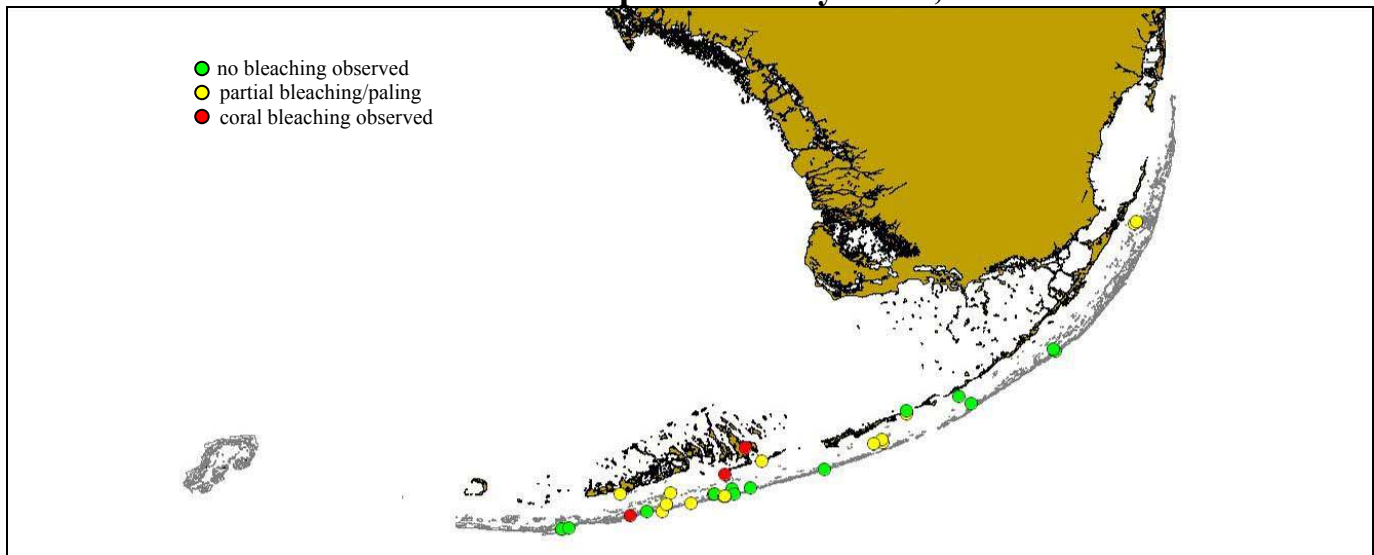 no bleaching observed
partial bleaching/paling
coral bleaching observed